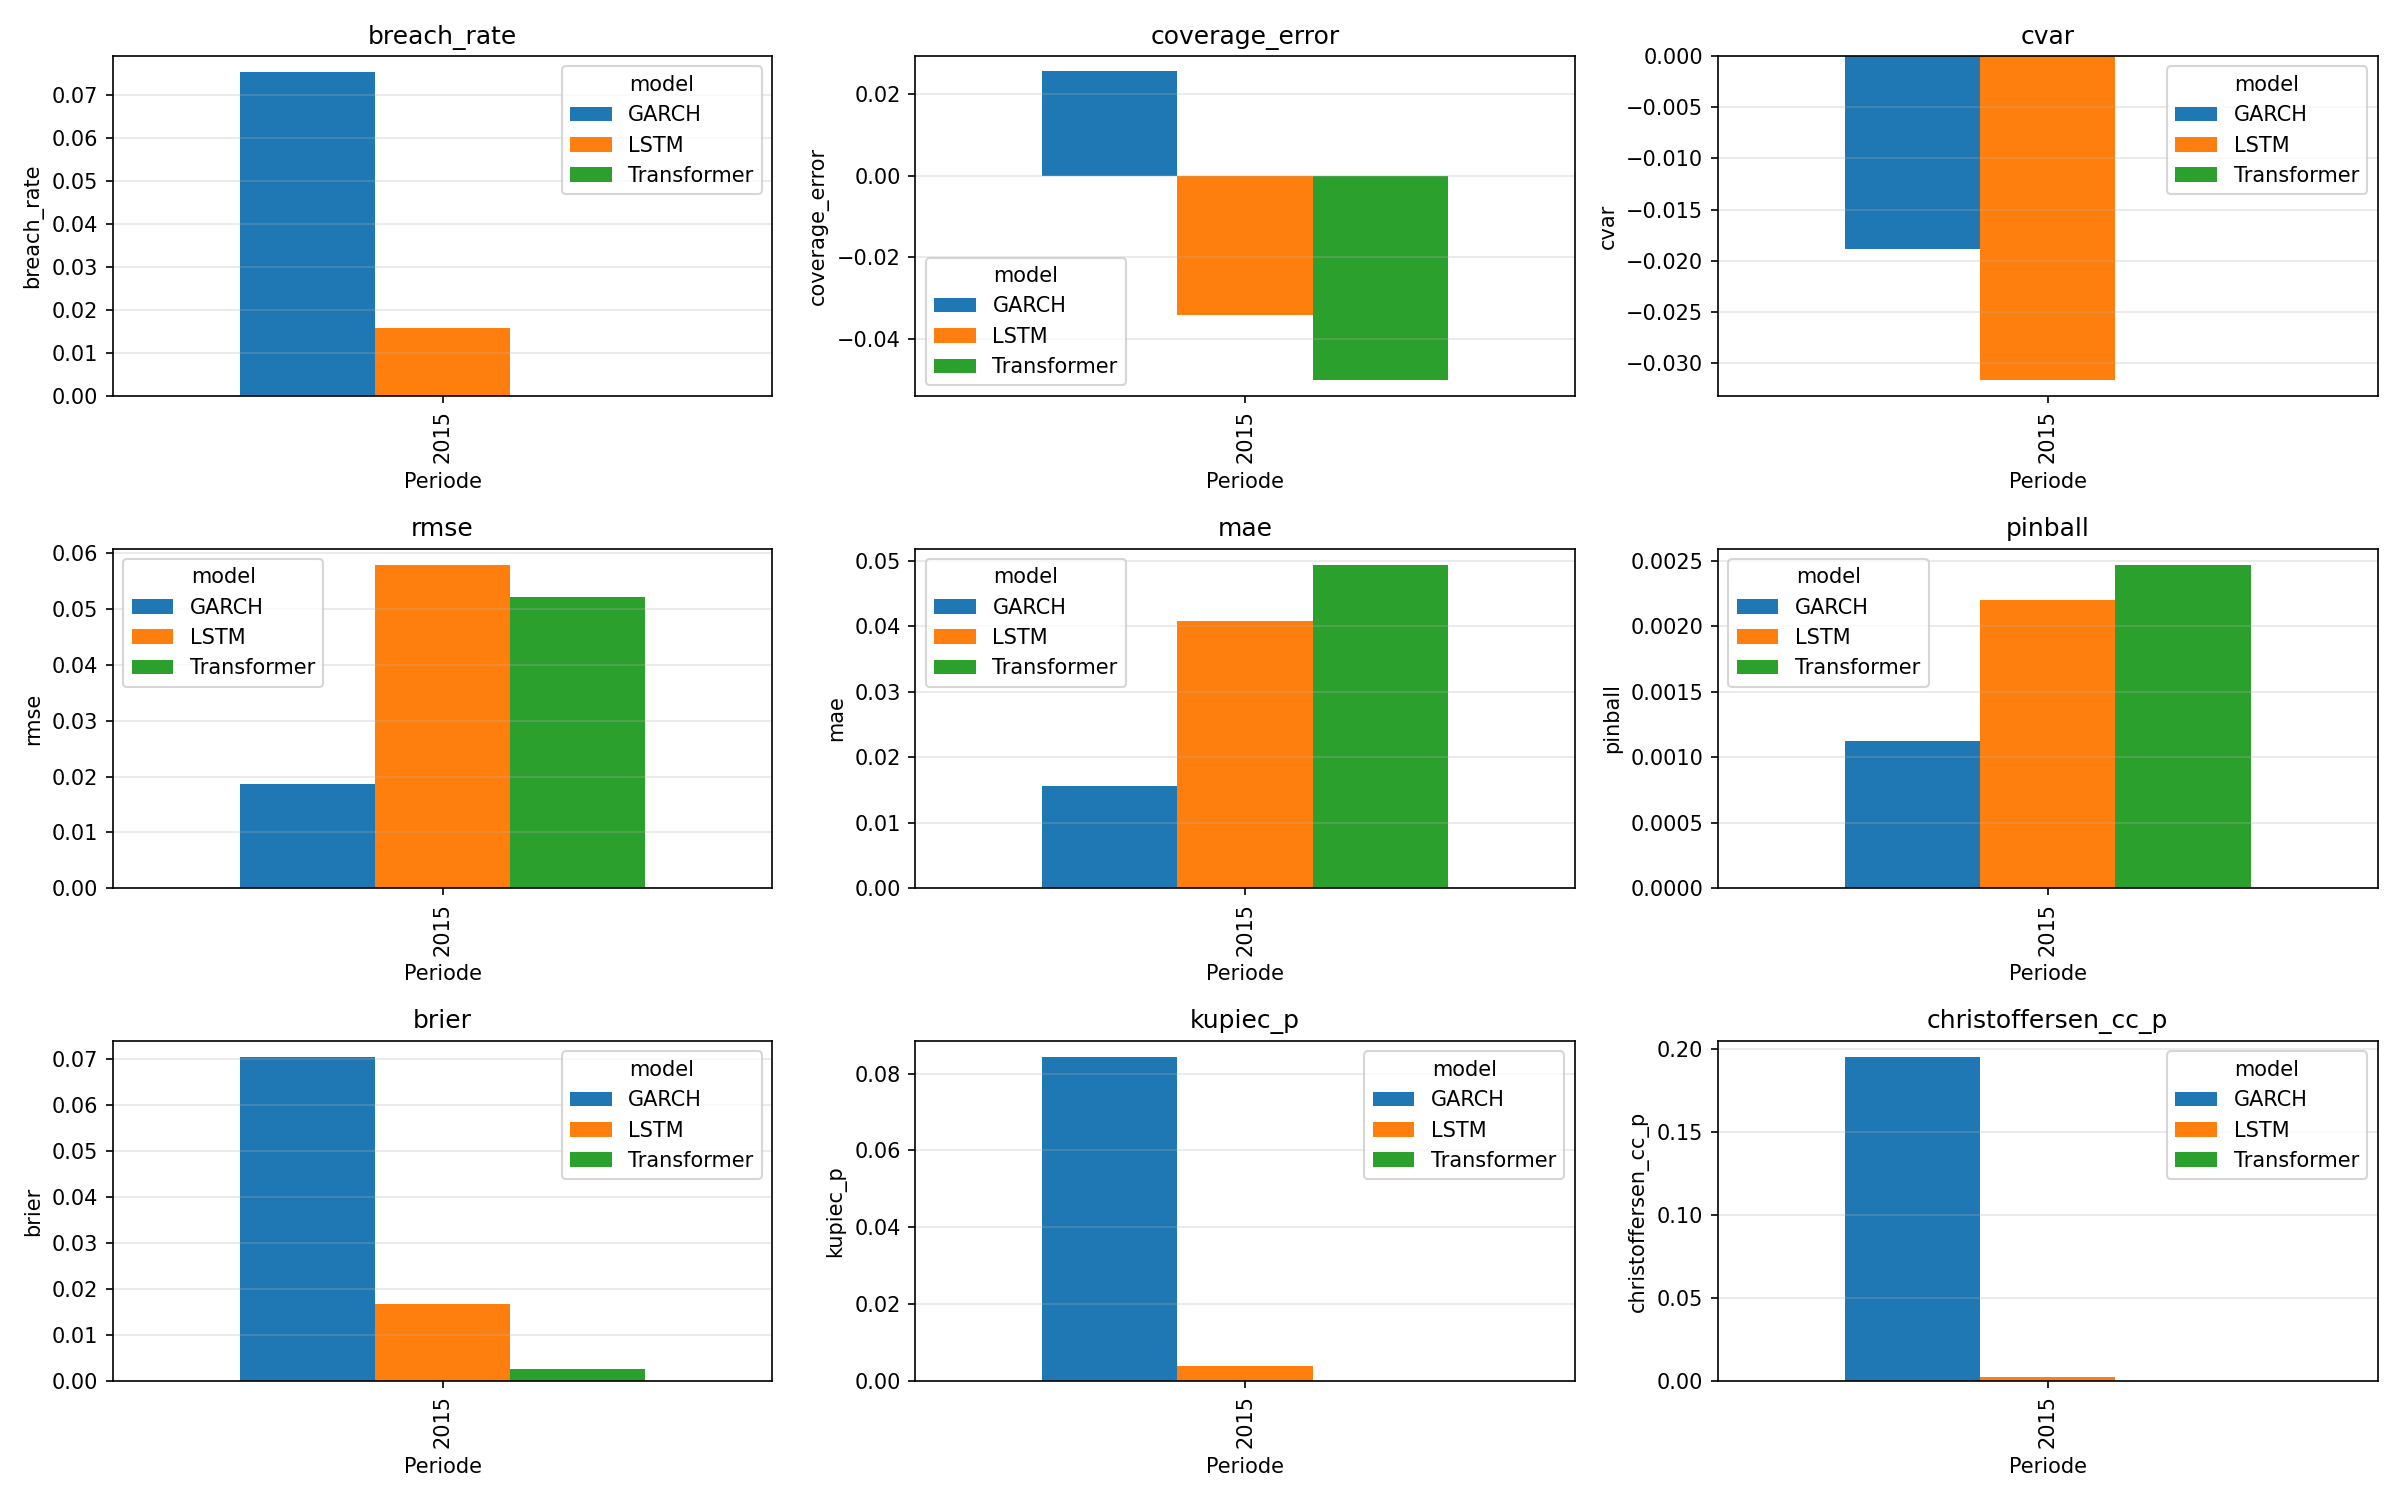 breach_rate
breach_rate
0.07
0.06
0.05
0.04
0.03
0.02
0.01
0.00
model
GARCH
LSTM
Transformer
2015
Periode
coverage_error
coverage_error
0.02
0.00
−0.02
−0.04
model
GARCH
LSTM
Transformer
2015
Periode
cvar
cvar
0.000
−0.005
−0.010
−0.015
−0.020
−0.025
−0.030
model
GARCH
LSTM
Transformer
2015
Periode
rmse
rmse
0.06
0.05
0.04
0.03
0.02
0.01
0.00
model
GARCH
LSTM
Transformer
2015
Periode
mae
mae
0.05
0.04
0.03
0.02
0.01
0.00
model
GARCH
LSTM
Transformer
2015
Periode
pinball
pinball
0.0025
0.0020
0.0015
0.0010
0.0005
0.0000
model
GARCH
LSTM
Transformer
2015
Periode
brier
brier
0.07
0.06
0.05
0.04
0.03
0.02
0.01
0.00
model
GARCH
LSTM
Transformer
2015
Periode
kupiec_p
kupiec_p
0.08
0.06
0.04
0.02
0.00
model
GARCH
LSTM
Transformer
2015
Periode
christoffersen_cc_p
christoffersen_cc_p
0.20
0.15
0.10
0.05
0.00
model
GARCH
LSTM
Transformer
2015
Periode